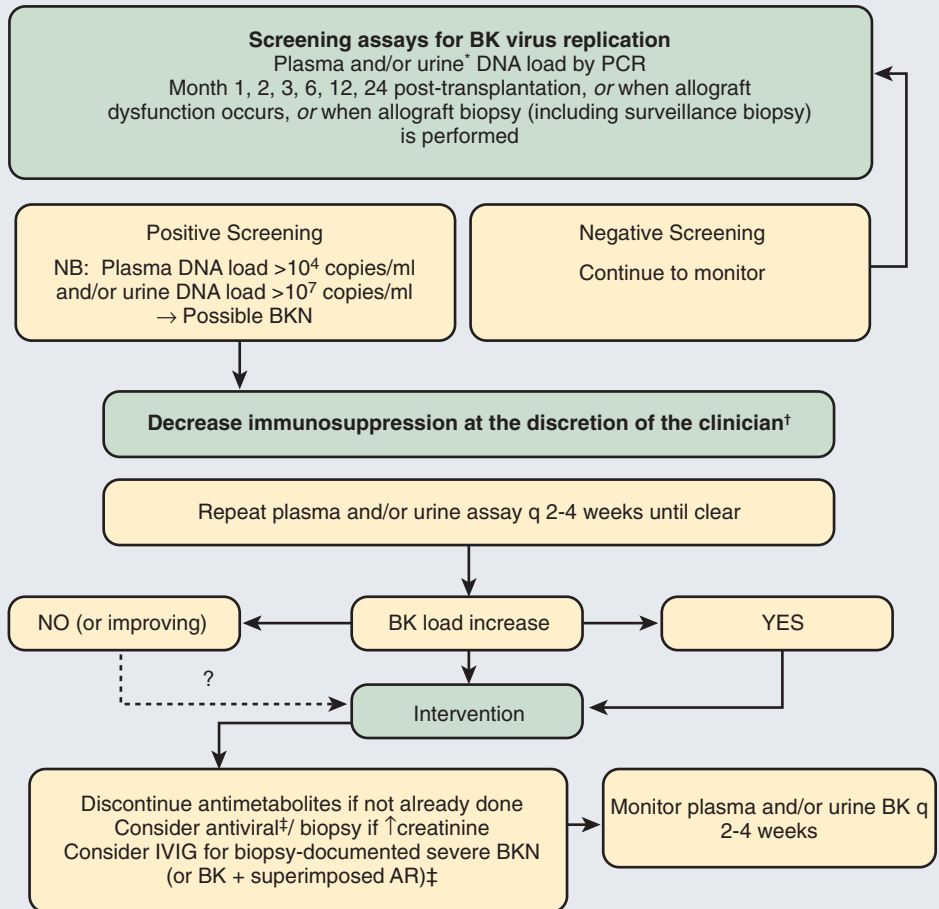 Screening assays for BK virus replication
Plasma and/or urine* DNA load by PCR
Month 1, 2, 3, 6, 12, 24 post-transplantation, or when allograft
dysfunction occurs, or when allograft biopsy (including surveillance biopsy)
is performed
Positive Screening
NB: Plasma DNA load >10⁴ copies/ml
and/or urine DNA load >10⁷ copies/ml
→ Possible BKN
Negative Screening
Continue to monitor
Decrease immunosuppression at the discretion of the clinician†
Repeat plasma and/or urine assay q 2-4 weeks until clear
NO (or improving)
BK load increase
YES
?
Intervention
Discontinue antimetabolites if not already done
Consider antiviral‡/ biopsy if ↑creatinine
Consider IVIG for biopsy-documented severe BKN
(or BK + superimposed AR)‡
Monitor plasma and/or urine BK q
2-4 weeks